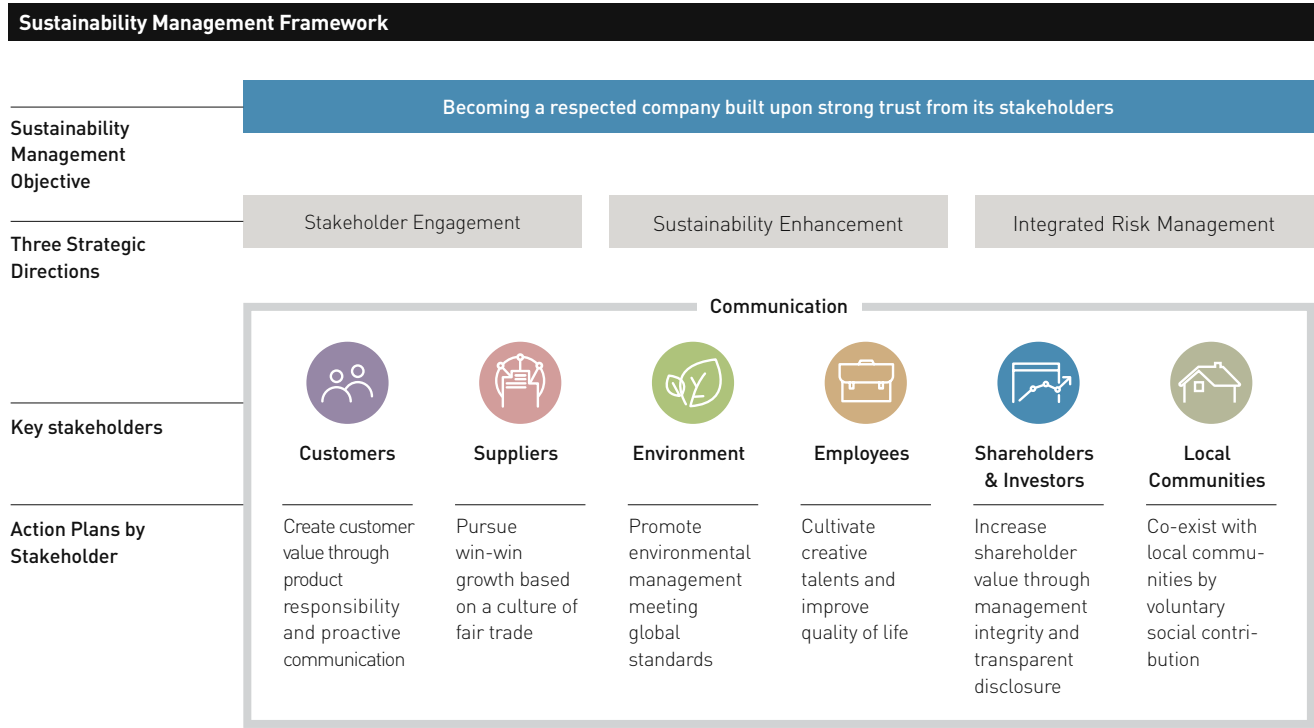 Sustainability Management Framework
Becoming a respected company built upon strong trust from its stakeholders
Sustainability
Management
Objective
Stakeholder Engagement
Sustainability Enhancement
Integrated Risk Management
Three Strategic
Directions
Communication
Key stakeholders
Customers
Suppliers
Environment
Employees
Shareholders
& Investors
Local
Communities
Action Plans by
Stakeholder
Create customer
value through
product
responsibility
and proactive
communication
Pursue
win-win
growth based
on a culture of
fair trade
Promote
environmental
management
meeting
global
standards
Cultivate
creative
talents and
improve
quality of life
Increase
shareholder
value through
management
integrity and
transparent
disclosure
Co-exist with
local commu-
nities by
voluntary
social contri-
bution